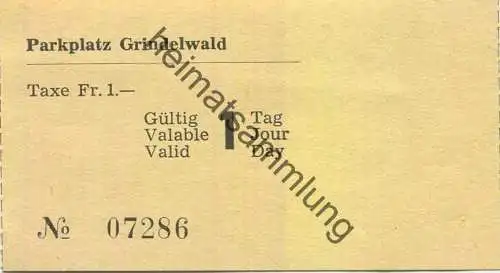 Parkplatz Grindelwald
Taxe Fr. 1.—
Gültig 1 Tag
Valable Jour
Valid Day
№ 07286
heimatsammlung